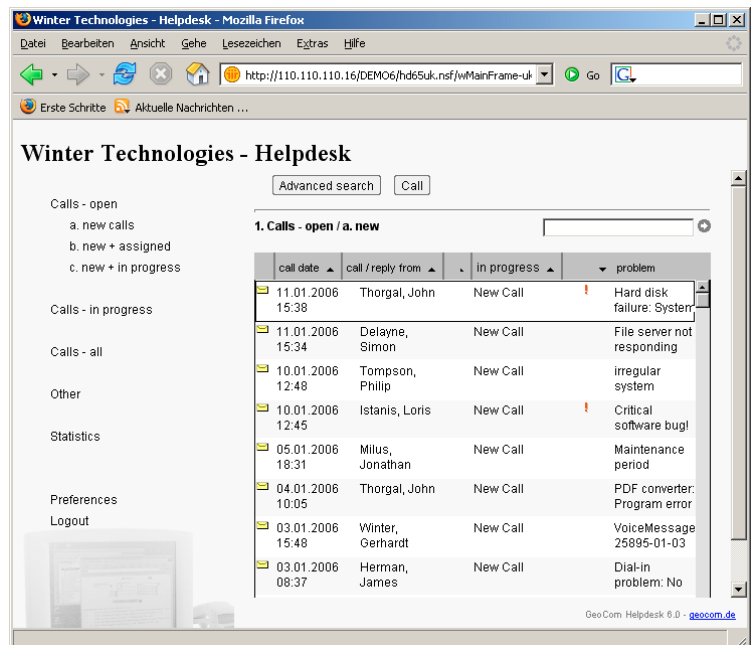 Winter Technologies - Helpdesk - Mozilla Firefox
Datei Bearbeiten Ansicht Gehe Lesezeichen Extras Hilfe
http://110.110.110.16/DEMO6/hd65uk.nsf/wMainFrame-uk Go
Erste Schritte Aktuelle Nachrichten ...
Winter Technologies - Helpdesk
Advanced search Call
Calls - open
a. new calls
b. new + assigned
c. new + in progress
Calls - in progress
Calls - all
Other
Statistics
Preferences
Logout
1. Calls - open / a. new
call date call / reply from . in progress problem
11.01.2006 Thorgal, John New Call ! Hard disk
15:38 failure: System
11.01.2006 Delayne, New Call File server not
15:34 Simon responding
10.01.2006 Tompson, New Call irregular
12:48 Philip system
10.01.2006 Istanis, Loris New Call ! Critical
12:45 software bug!
05.01.2006 Milus, New Call Maintenance
18:31 Jonathan period
04.01.2006 Thorgal, John New Call PDF converter:
10:05 Program error
03.01.2006 Winter, New Call VoiceMessage
15:48 Gerhardt 25895-01-03
03.01.2006 Herman, New Call Dial-in
08:37 James problem: No
GeoCom Helpdesk 6.0 - geocom.de